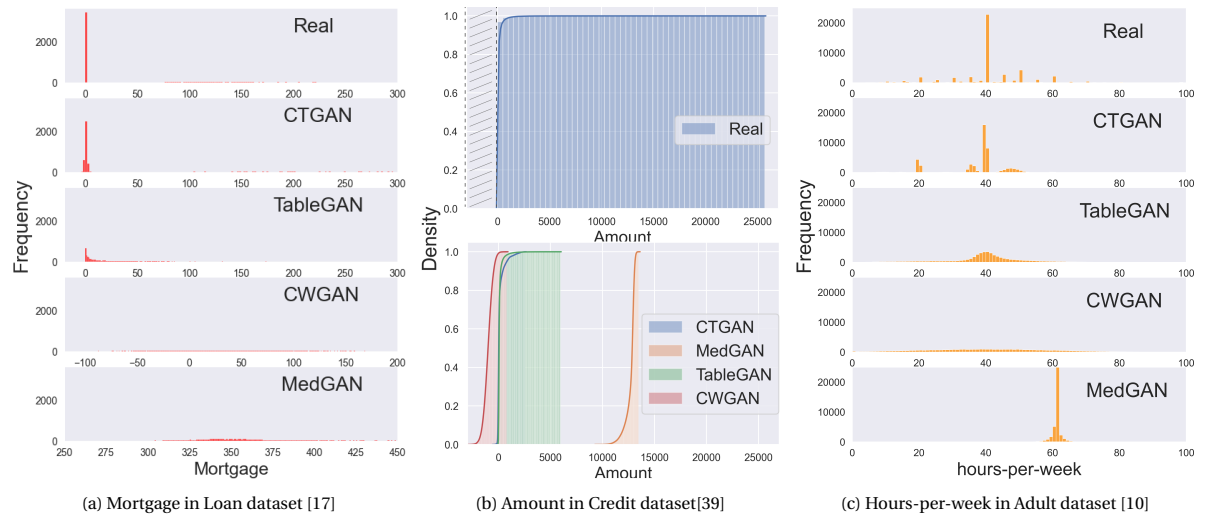 Frequency
Real
2000
0
0 50 100 150 200 250 300
CTGAN
2000
0
0 50 100 150 200 250 300
TableGAN
2000
0
0 50 100 150 200 250 300
CWGAN
2000
0
−100 −50 0 50 100 150 200
MedGAN
2000
0
250 275 300 325 350 375 400 425 450
Mortgage
(a) Mortgage in Loan dataset [17]
Density
1.0
0.8
0.6
0.4
0.2
0.0
Real
0 5000 10000 15000 20000 25000
Amount
1.0
0.8
0.6
0.4
0.2
0.0
CTGAN
MedGAN
TableGAN
CWGAN
0 5000 10000 15000 20000 25000
Amount
(b) Amount in Credit dataset[39]
Frequency
Real
20000
10000
0
0 20 40 60 80 100
CTGAN
20000
10000
0
0 20 40 60 80 100
TableGAN
20000
10000
0
0 20 40 60 80 100
CWGAN
20000
10000
0
0 20 40 60 80 100
MedGAN
20000
10000
0
0 20 40 60 80 100
hours-per-week
(c) Hours-per-week in Adult dataset [10]